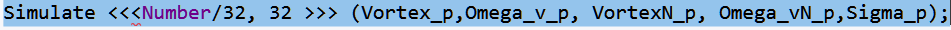 Simulate <<<Number/32, 32 >>> (Vortex_p,Omega_v_p, VortexN_p, Omega_vN_p,Sigma_p);